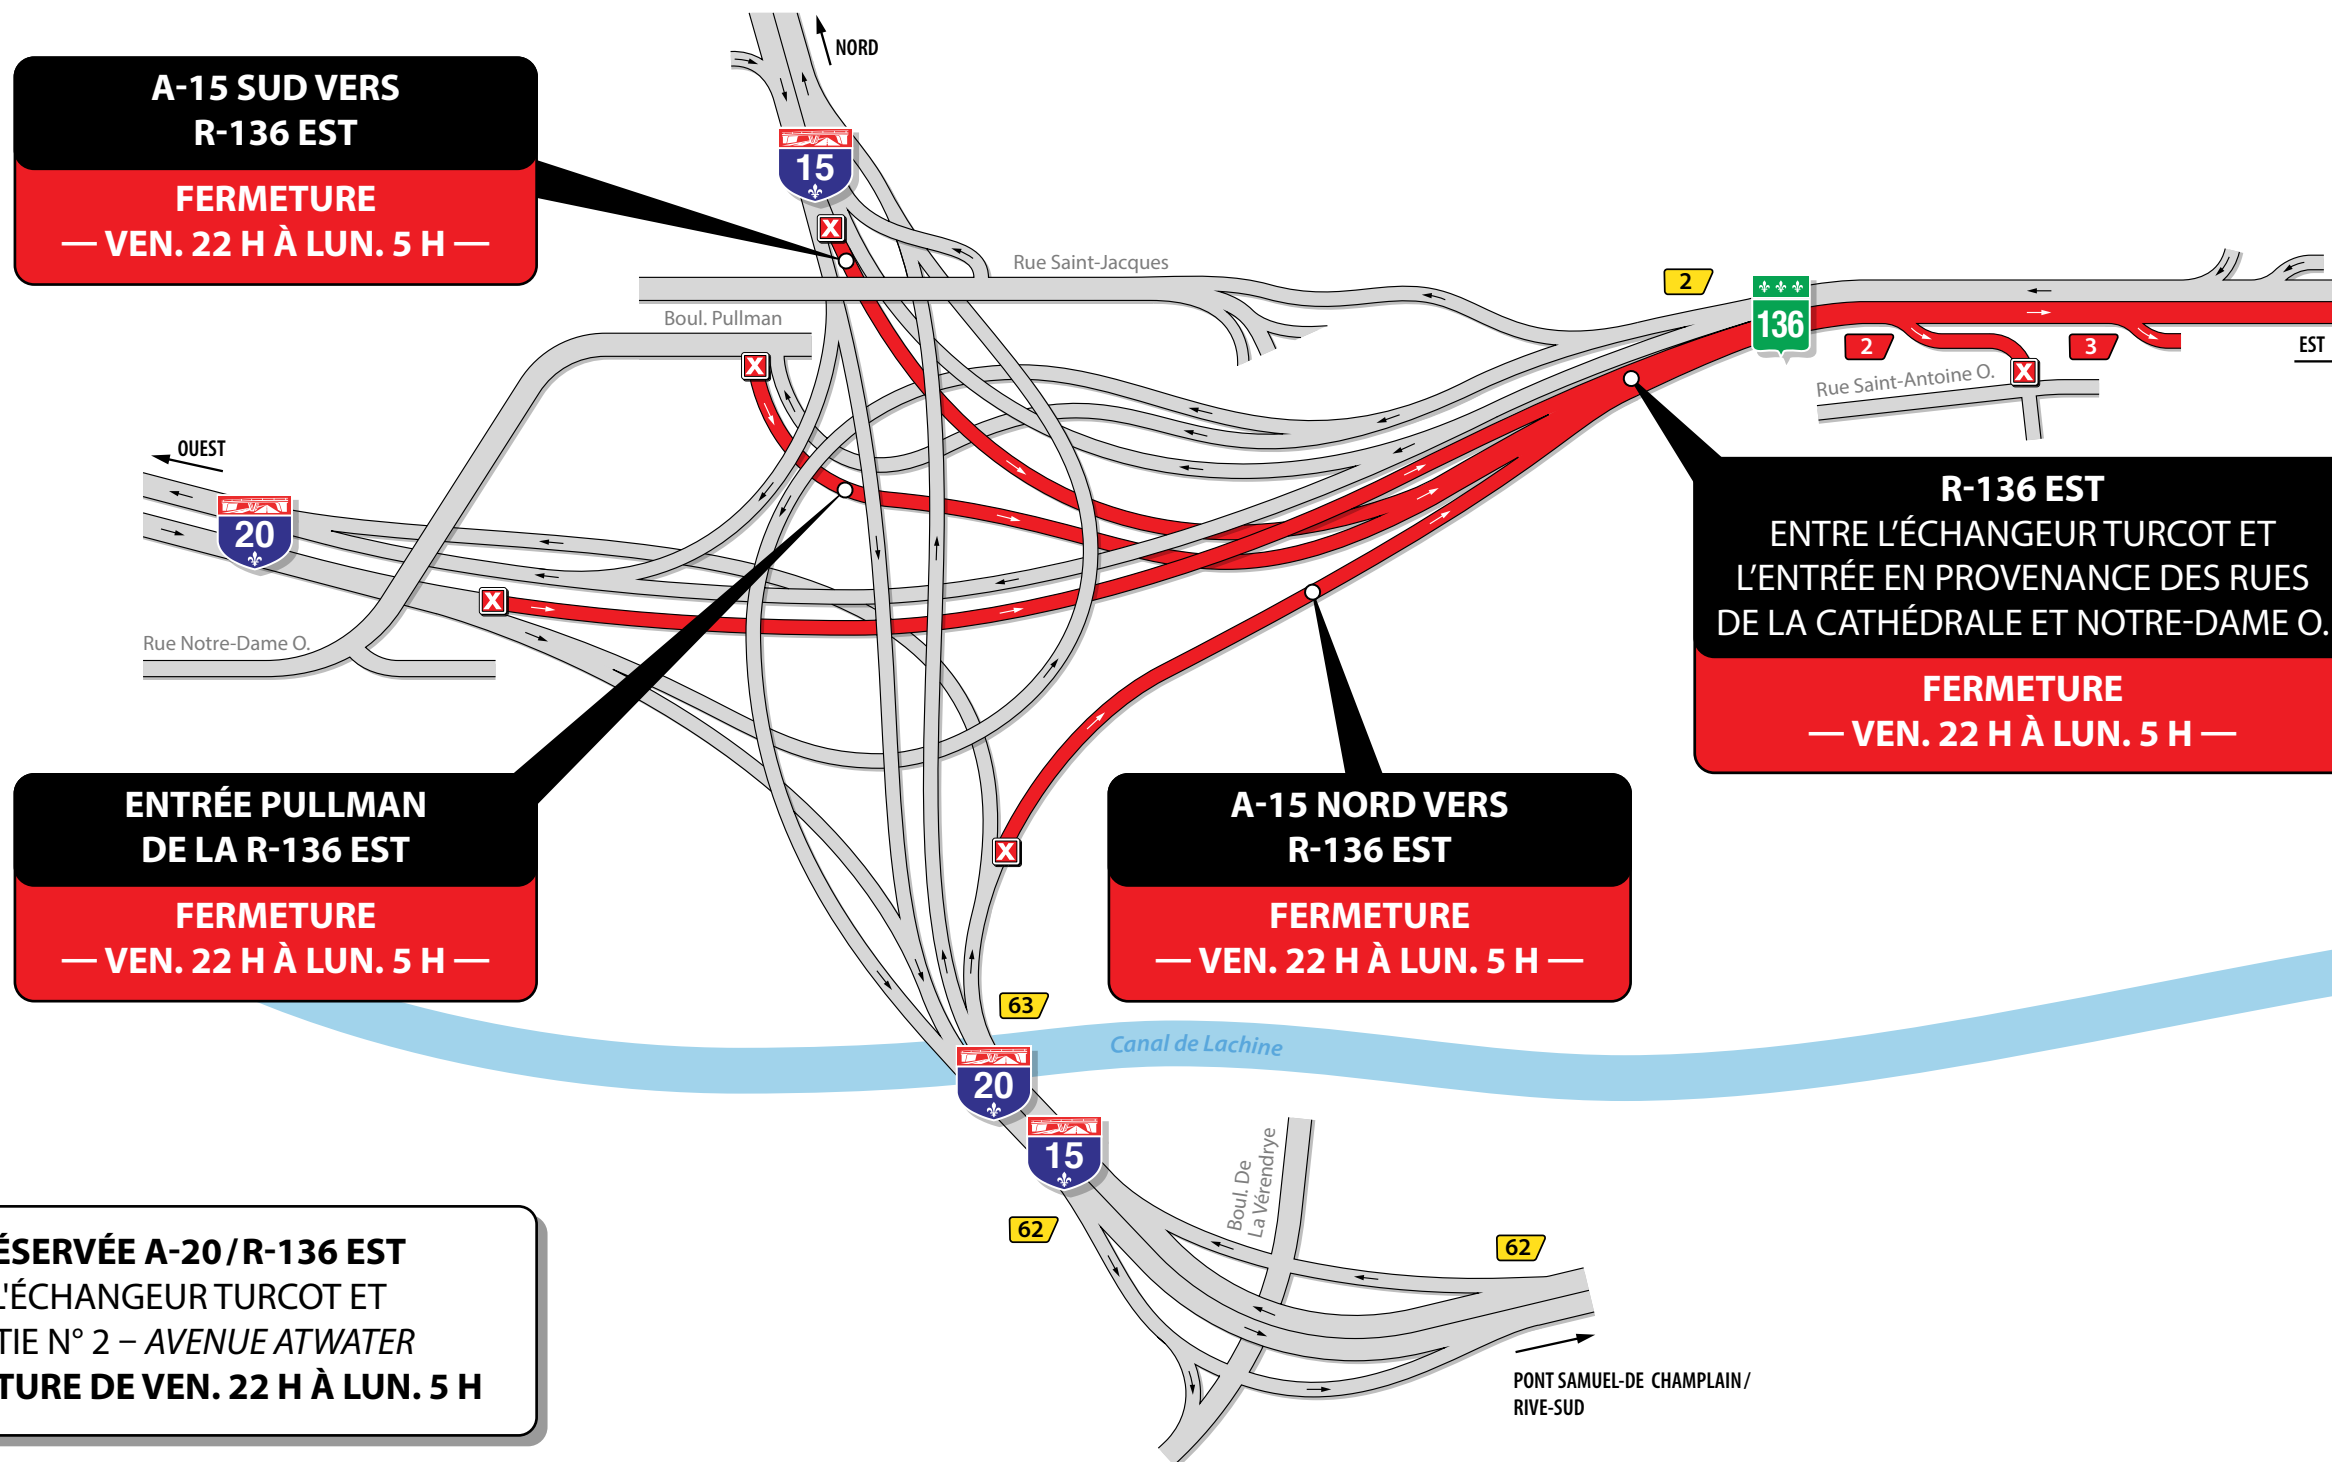 NORD
A-15 SUD VERS
R-136 EST
FERMETURE
— VEN. 22 H À LUN. 5 H —
15
X
Rue Saint-Jacques
Boul. Pullman
X
2
136
2
3
EST
Rue Saint-Antoine O.
X
OUEST
20
X
Rue Notre-Dame O.
R-136 EST
ENTRE L'ÉCHANGEUR TURCOT ET
L'ENTRÉE EN PROVENANCE DES RUES
DE LA CATHÉDRALE ET NOTRE-DAME O.
FERMETURE
— VEN. 22 H À LUN. 5 H —
ENTRÉE PULLMAN
DE LA R-136 EST
FERMETURE
— VEN. 22 H À LUN. 5 H —
X
A-15 NORD VERS
R-136 EST
FERMETURE
— VEN. 22 H À LUN. 5 H —
63
Canal de Lachine
20
15
62
Boul. De
La Vérendrye
62
PONT SAMUEL-DE CHAMPLAIN/
RIVE-SUD
ÉSERVÉE A-20/R-136 EST
L'ÉCHANGEUR TURCOT ET
TIE N° 2 – AVENUE ATWATER
TURE DE VEN. 22 H À LUN. 5 H